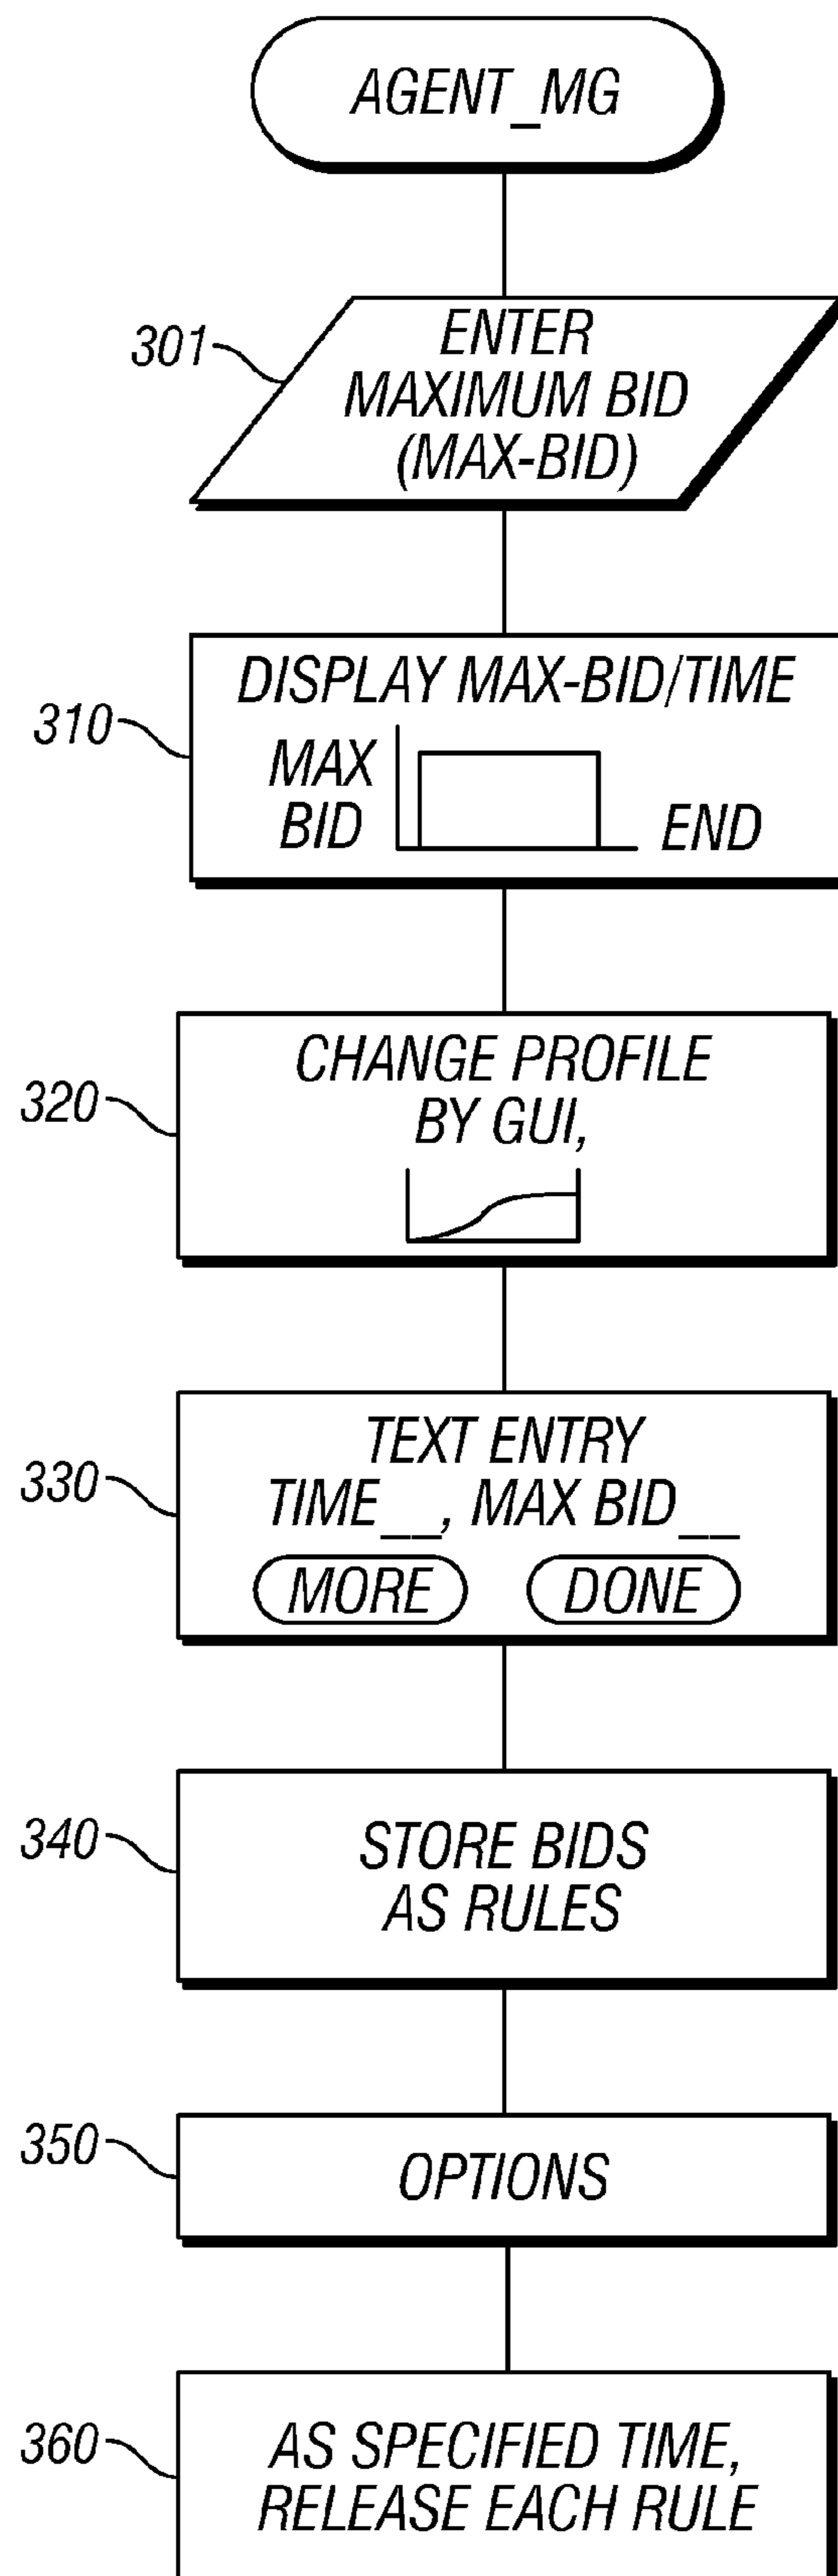 AGENT_MG
301
ENTER
MAXIMUM BID
(MAX-BID)
310
DISPLAY MAX-BID/TIME
MAX
BID
END
320
CHANGE PROFILE
BY GUI,
330
TEXT ENTRY
TIME__, MAX BID__
MORE DONE
340
STORE BIDS
AS RULES
350
OPTIONS
360
AS SPECIFIED TIME,
RELEASE EACH RULE